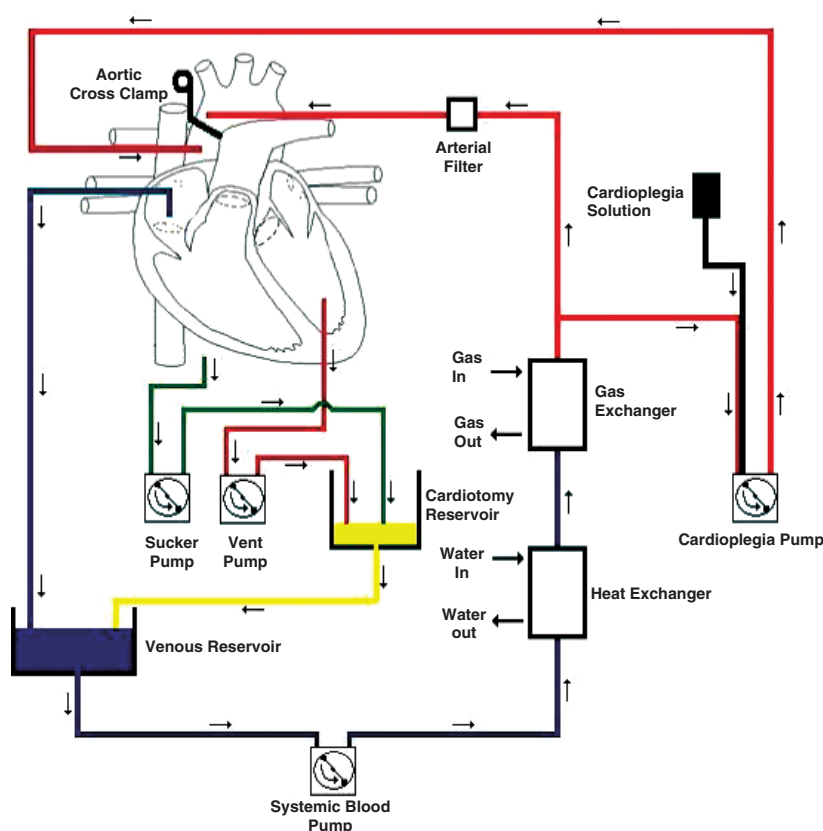 Aortic
Cross Clamp
Arterial
Filter
Cardioplegia
Solution
Gas
In
Gas
Exchanger
Gas
Out
Cardiotomy
Reservoir
Sucker
Pump
Vent
Pump
Cardioplegia Pump
Water
In
Heat Exchanger
Water
out
Venous Reservoir
Systemic Blood
Pump